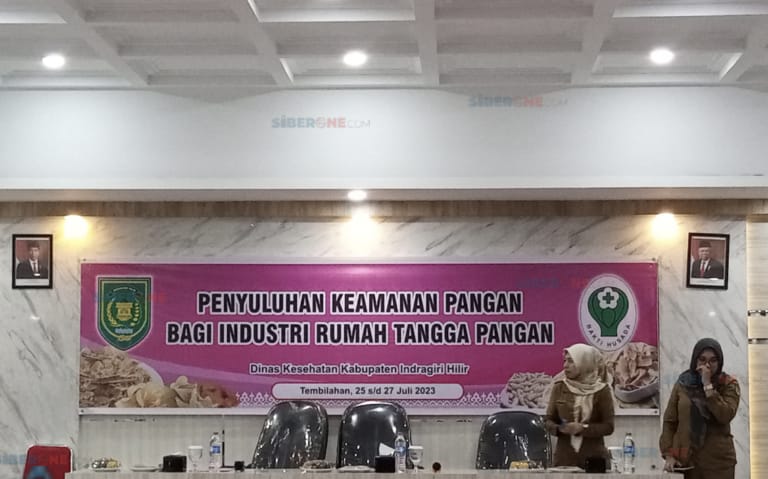 SiBERONE.COM
SiBERONE.COM
PENYULUHAN KEAMANAN PANGAN
BAGI INDUSTRI RUMAH TANGGA PANGAN
Dinas Kesehatan Kabupaten Indragiri Hilir
Tembilahan, 25 s/d 27 Juli 2023
BAKTI HUSADA